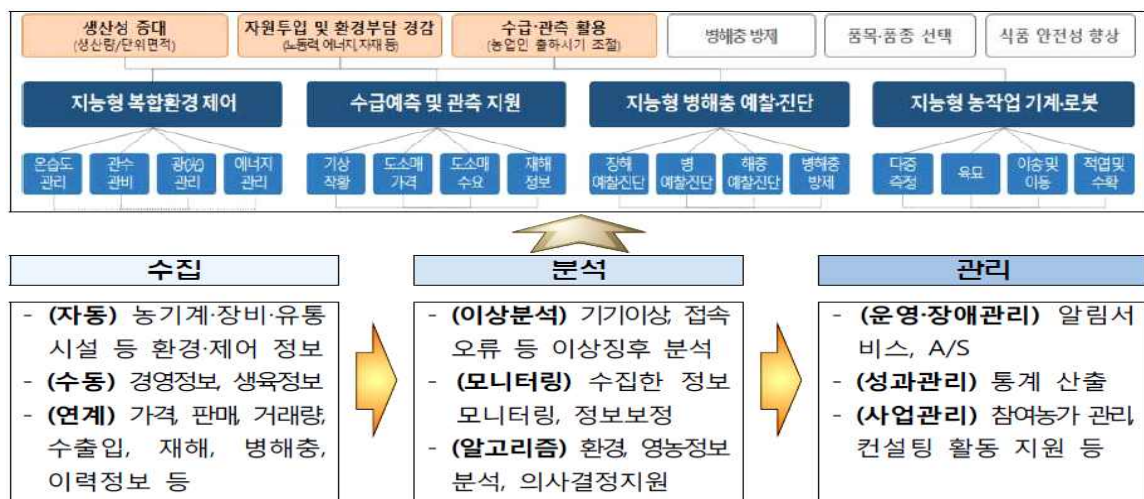 생산성 증대
(생산량/단위면적)
자원투입 및 환경부담 경감
(노동력 에너지,자재 등)
수급·관측 활용
(농업인 출하시기 조절)
병해충 방제
품목·품종 선택
식품 안전성 향상
지능형 복합환경 제어
수급예측 및 관측 지원
지능형 병해충 예찰·진단
지능형 농작업 기계·로봇
온습도
관리
관수
관비
관리
에너지
관리
기상
작황
도소매
가격
도소매
수요
재해
정보
장해
예찰진단
병
예찰·진단
해충
예찰·진단
병해충
방제
다중
측정
육묘
이송 및
이동
적엽 및
수확
수집
- (자동) 농기계·장비·유통
시설 등 환경·제어 정보
- (수동) 경영정보, 생육정보
- (연계) 가격, 판매, 거래량,
수출입, 재해, 병해충,
이력정보 등
분석
- (이상분석) 기기이상, 접속
오류 등 이상징후 분석
- (모니터링) 수집한 정보
모니터링, 정보보정
- (알고리즘) 환경, 영농정보
분석, 의사결정지원
관리
- (운영·장애관리) 알림서
비스, A/S
- (성과관리) 통계 산출
- (사업관리) 참여농가 관리,
컨설팅 활동 지원 등